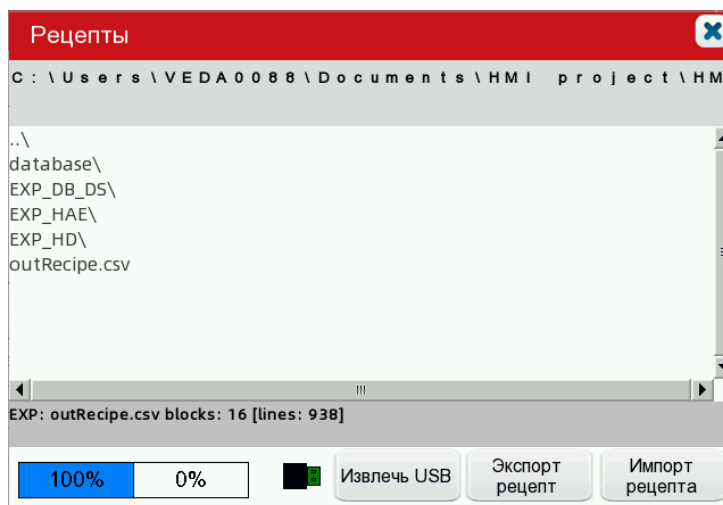 Рецепты
C:\Users\VEDA0088\Documents\HMI project\HM
..\
database\
EXP_DB_DS\
EXP_HAE\
EXP_HD\
outRecipe.csv
EXP: outRecipe.csv blocks: 16 [lines: 938]
100% 0% Извлечь USB Экспорт рецепт Импорт рецепта